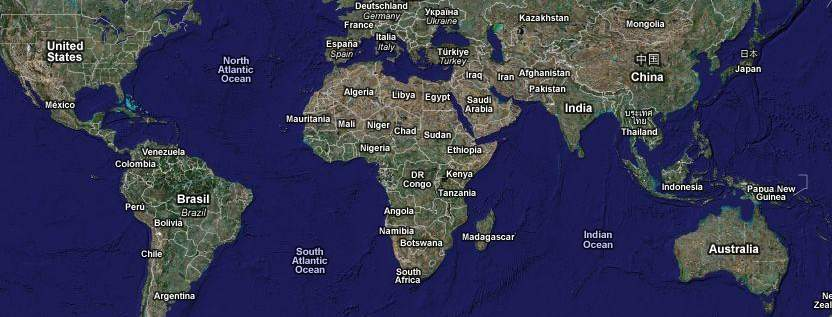 Deutschland
Germany
France
Україна
Ukraine
Kazakhstan
Mongolia
United
States
North
Atlantic
Ocean
España
Spain
Italia
Italy
Türkiye
Turkey
Iraq
Iran
Afghanistan
Pakistan
中国
China
日本
Japan
México
Algeria
Libya
Egypt
Saudi
Arabia
India
Mauritania
Mali
Niger
Chad
Sudan
ประเทศ
ไทย
Thailand
Venezuela
Colombia
Nigeria
Ethiopia
Brasil
Brazil
DR
Congo
Kenya
Tanzania
Indonesia
Papua New
Guinea
Perú
Bolivia
Angola
Namibia
Botswana
Madagascar
Indian
Ocean
Australia
Chile
South
Atlantic
Ocean
South
Africa
Argentina
Ne
Zeal